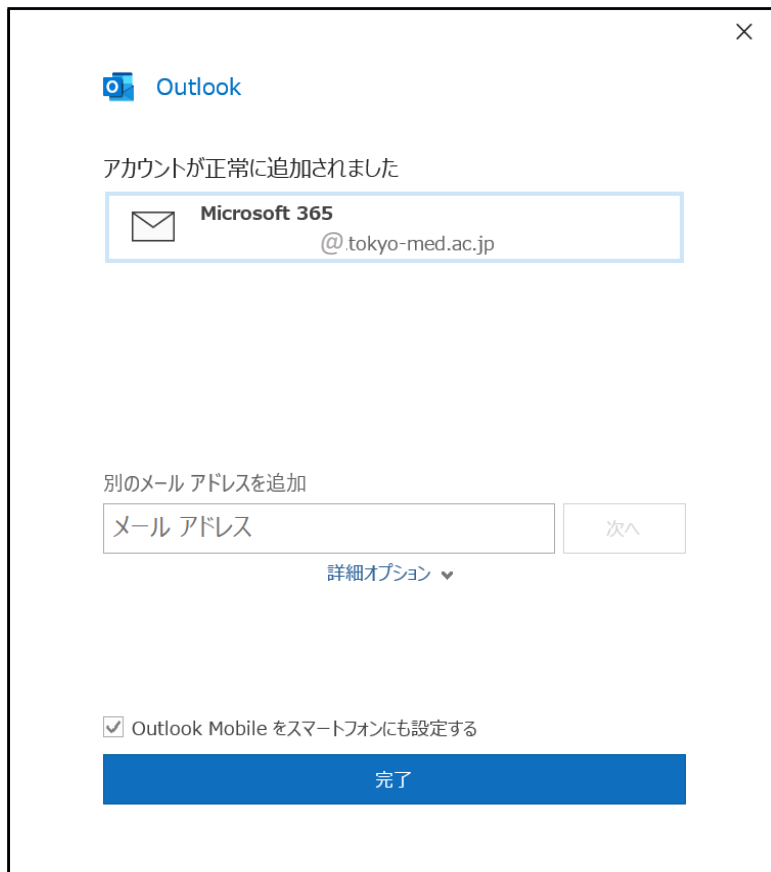 Outlook
アカウントが正常に追加されました
Microsoft 365
@.tokyo-med.ac.jp
別のメール アドレスを追加
メール アドレス
次へ
詳細オプション
Outlook Mobile をスマートフォンにも設定する
完了